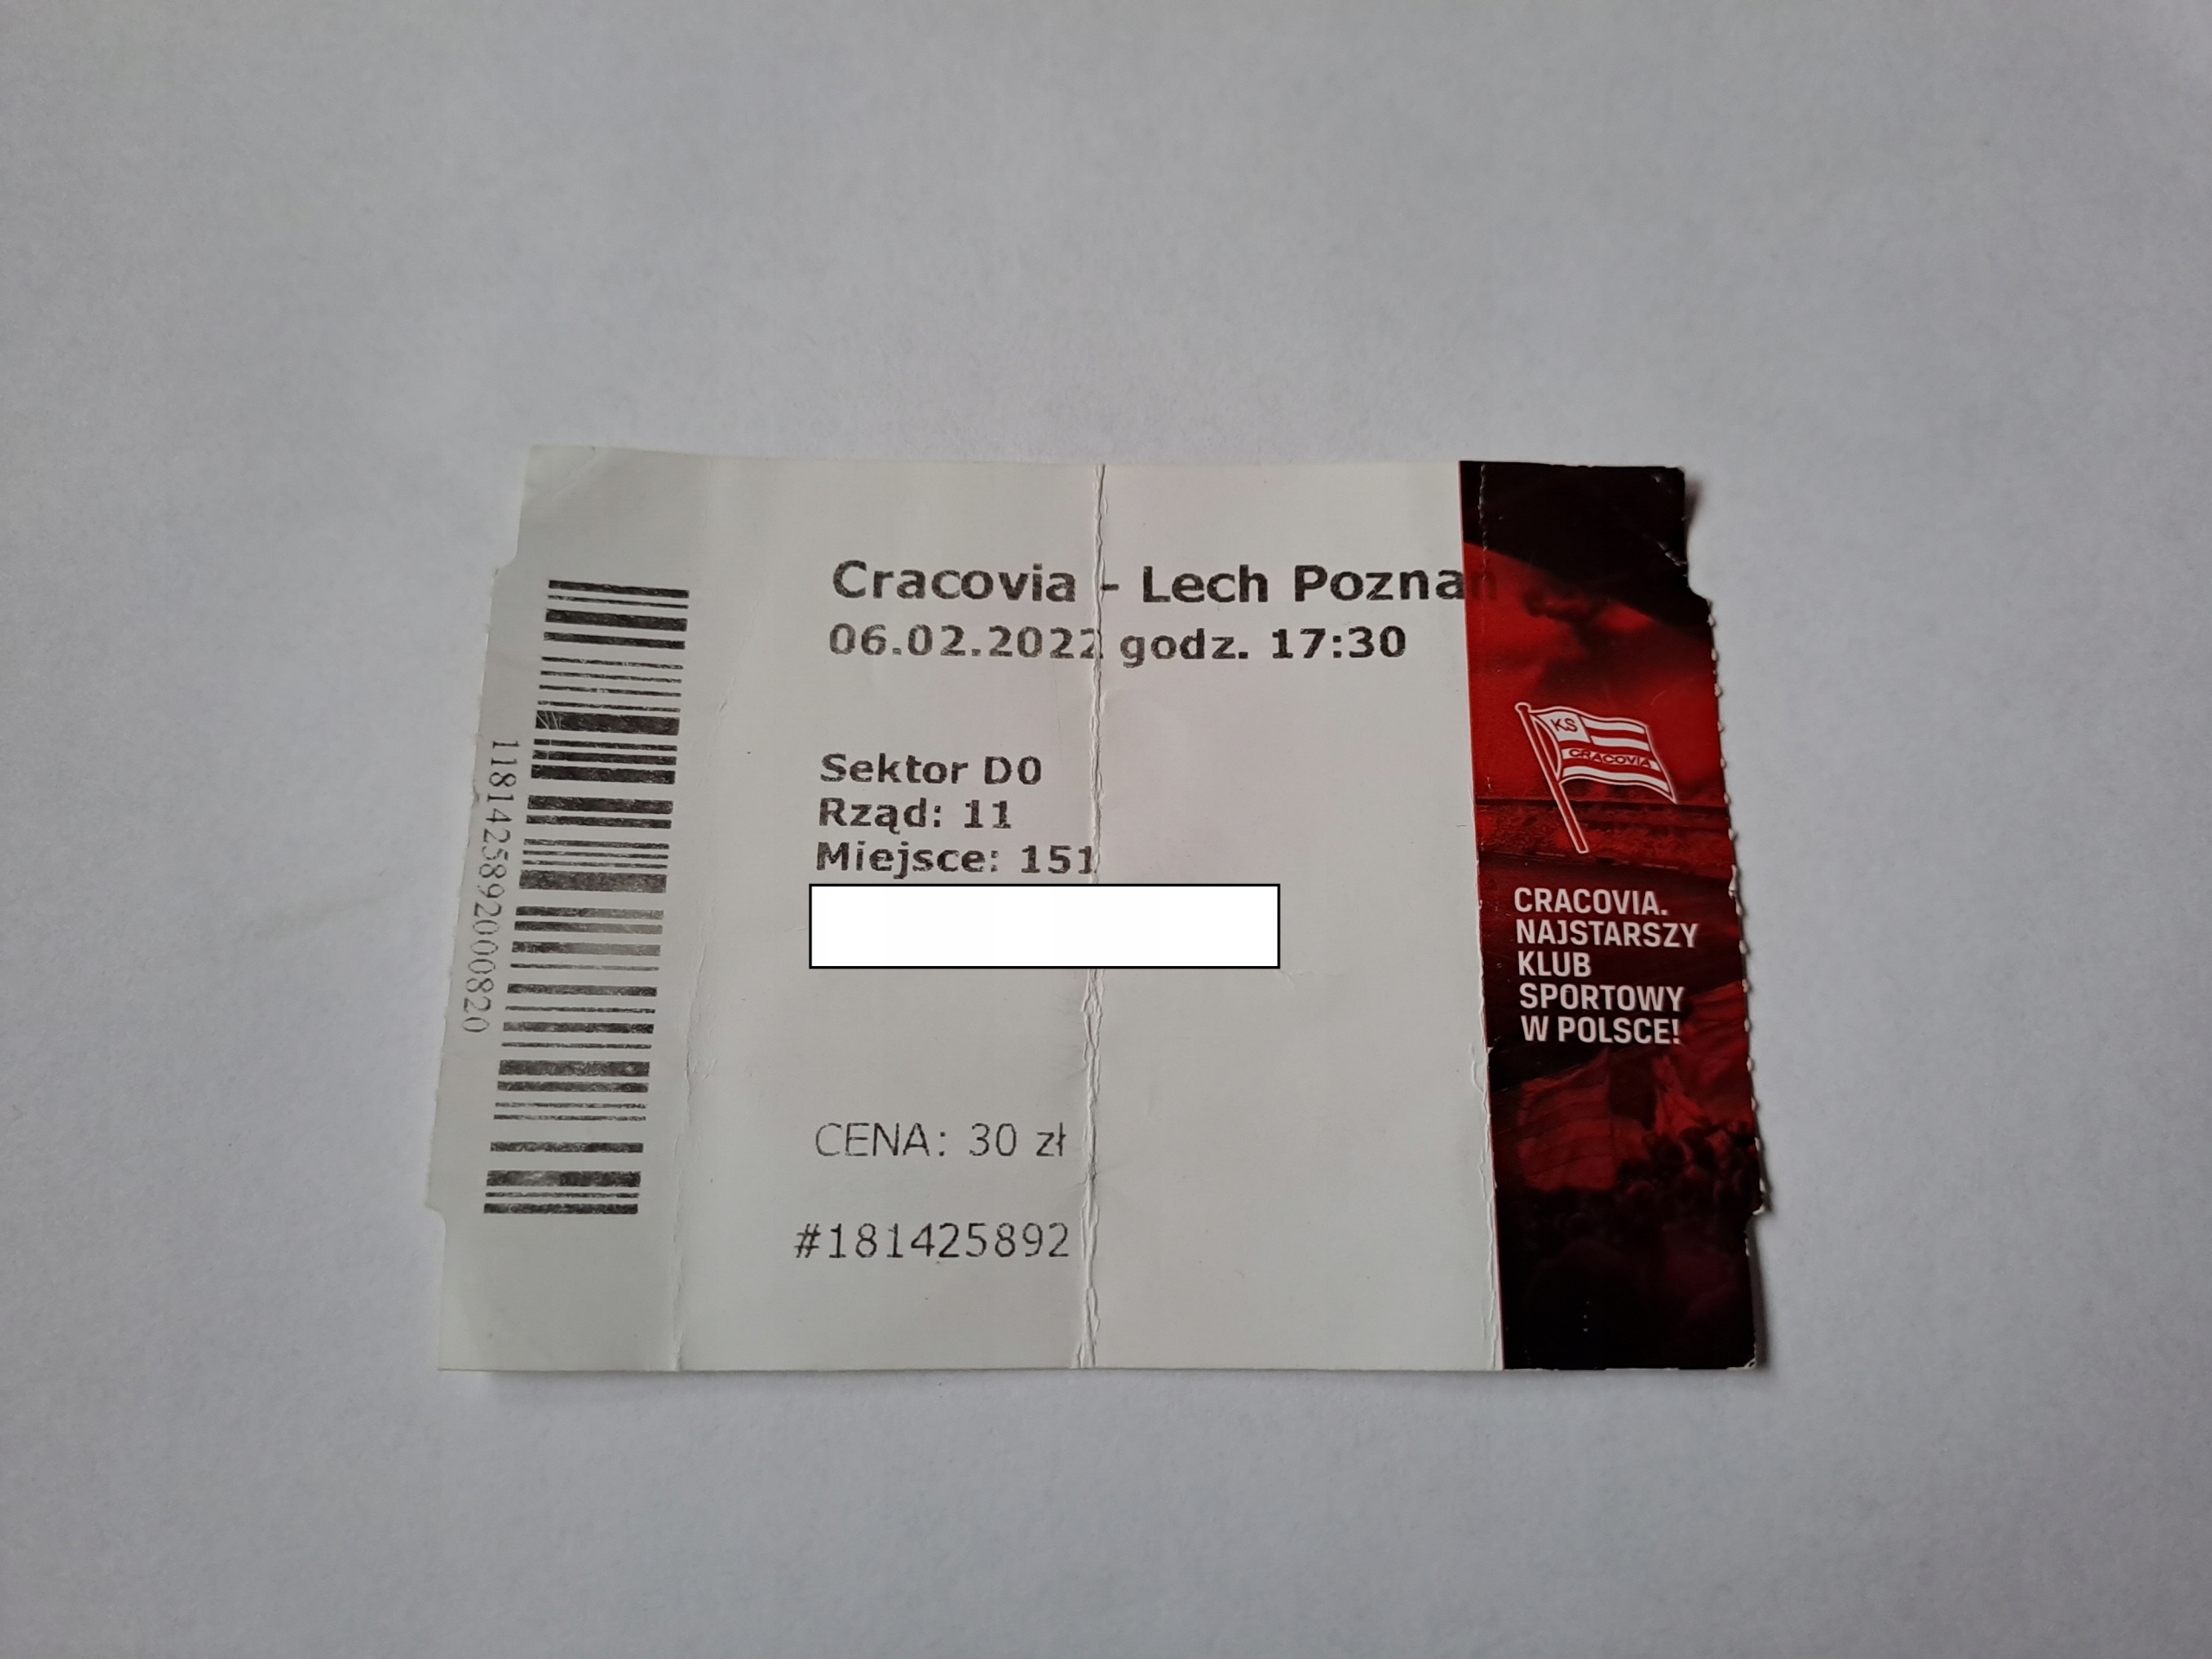 Cracovia - Lech Poznań
06.02.2022 godz. 17:30
Sektor D0
Rząd: 11
Miejsce: 151
CENA: 30 zł
#181425892
1181425892000820
KS
CRACOVIA
CRACOVIA.
NAJSTARSZY
KLUB
SPORTOWY
W POLSCE!